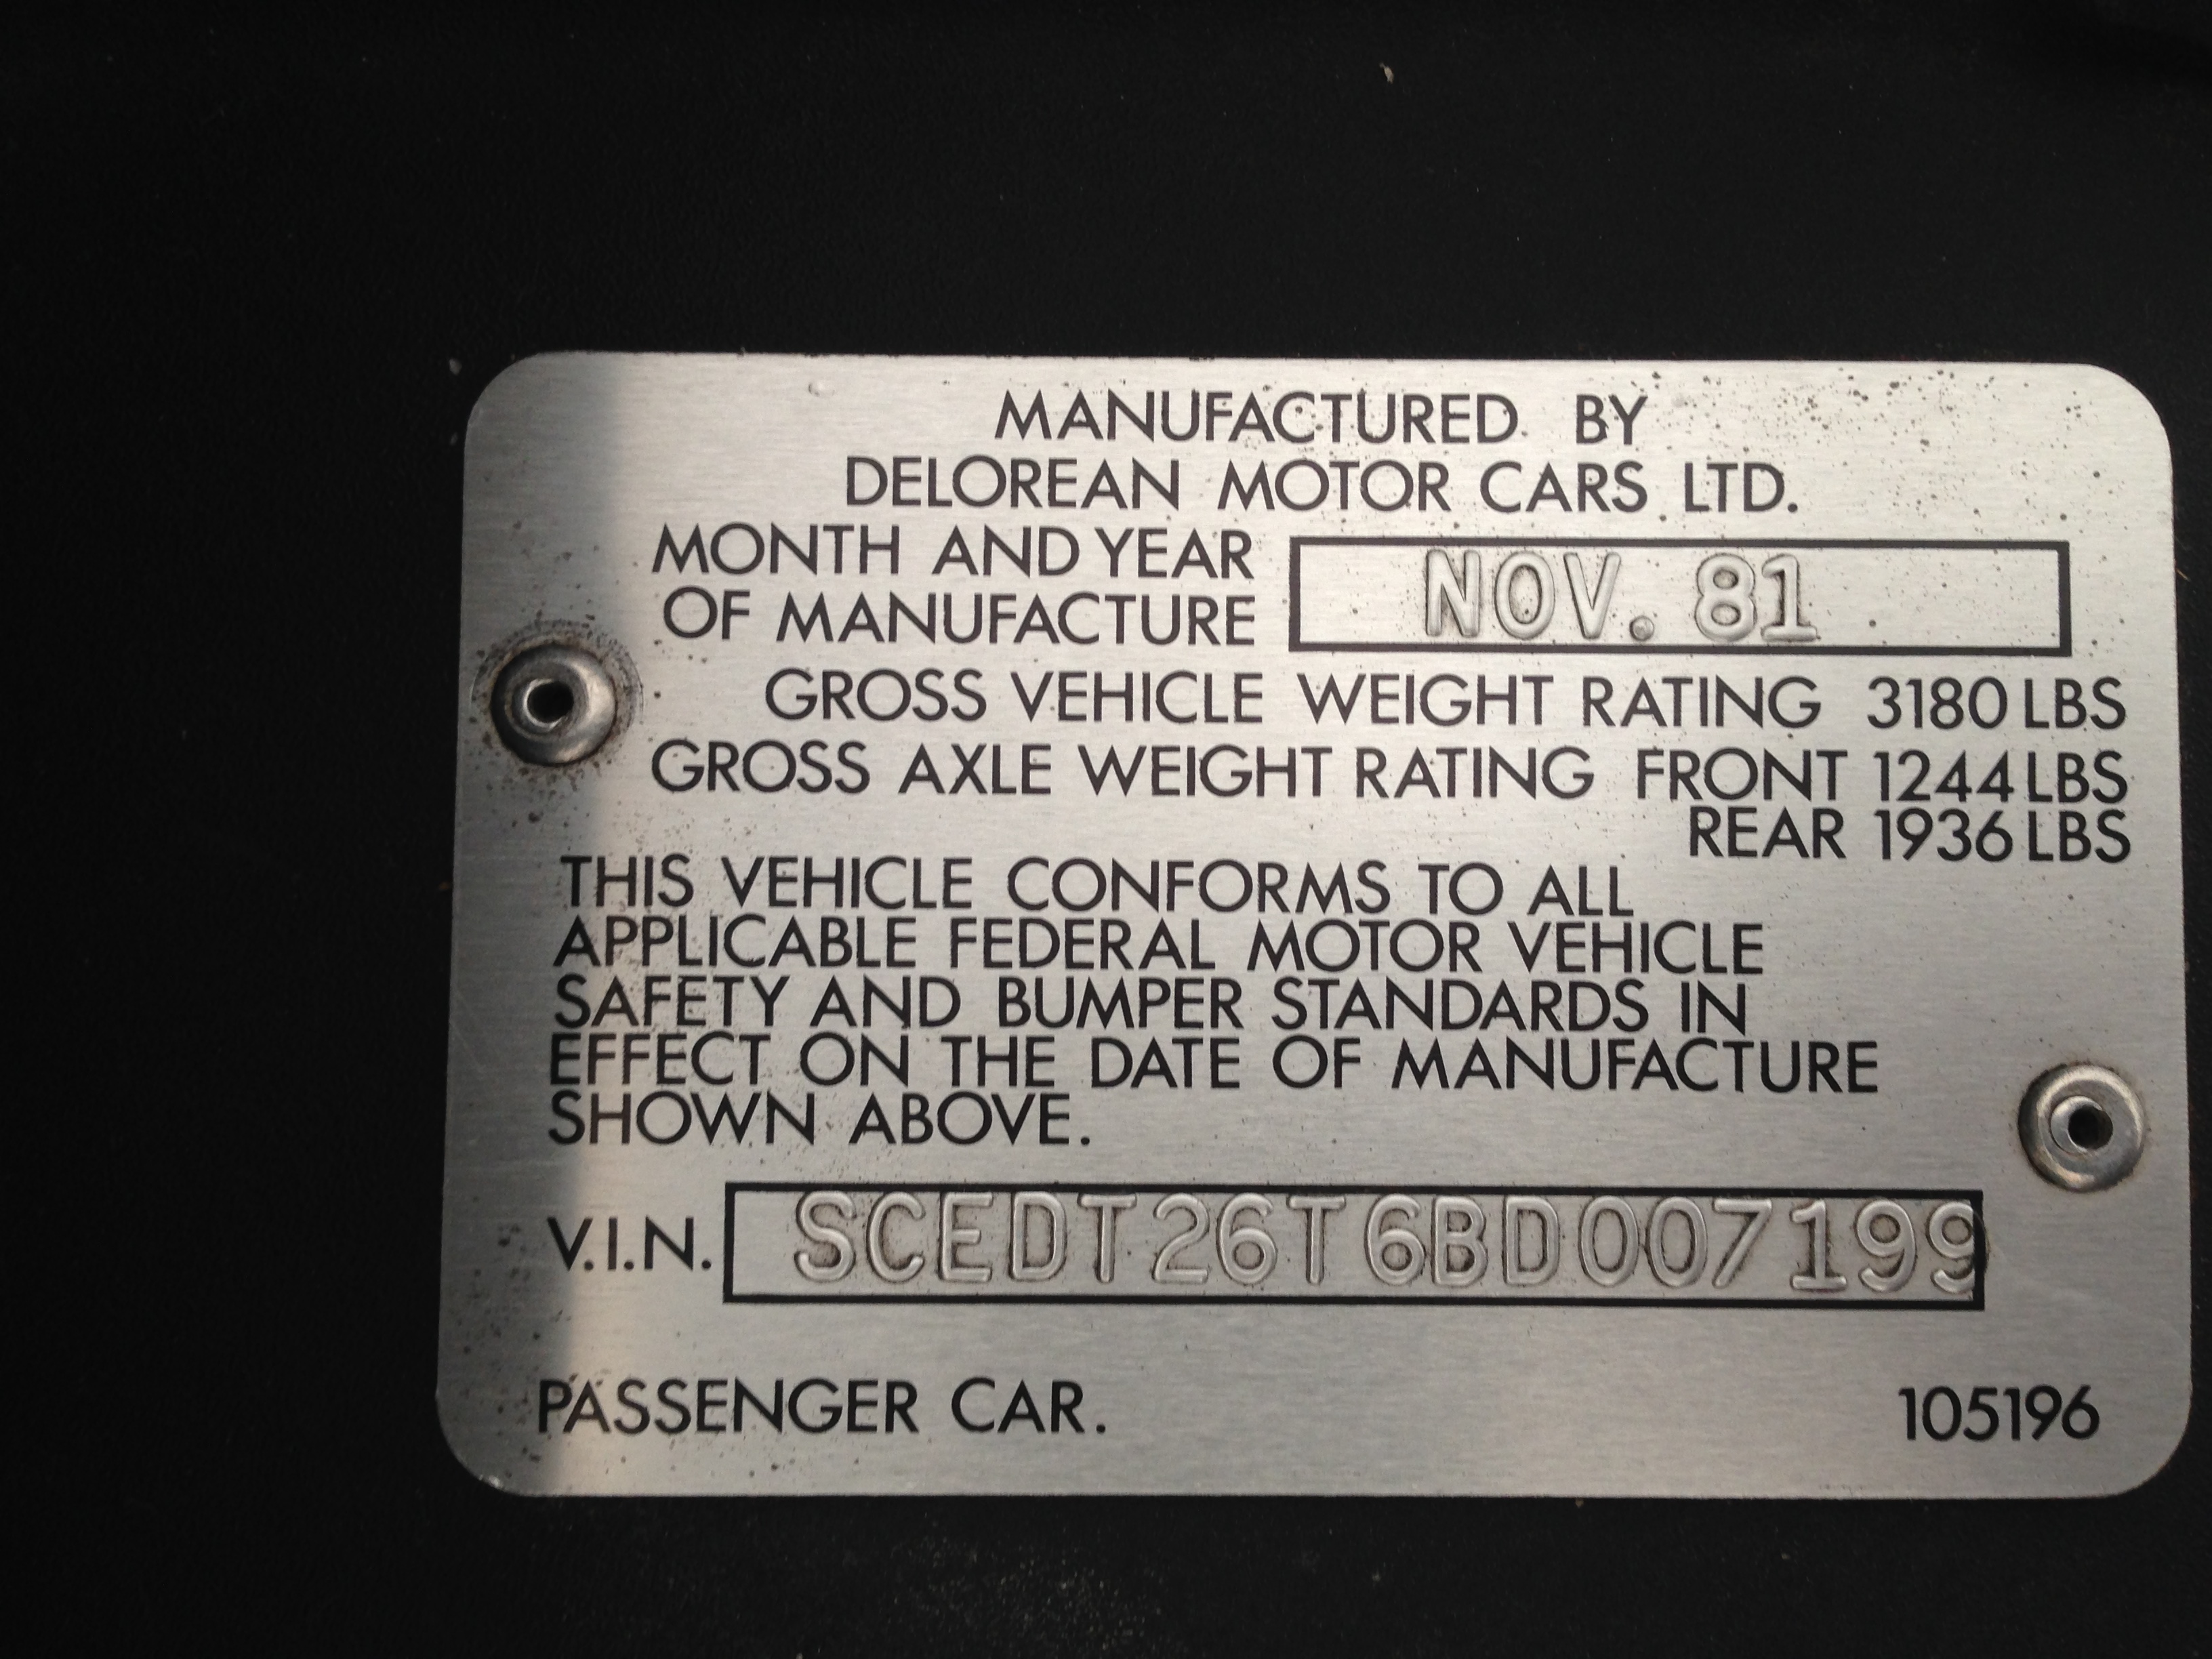 MANUFACTURED BY
DELOREAN MOTOR CARS LTD.
MONTH AND YEAR
OF MANUFACTURE NOV. 81
GROSS VEHICLE WEIGHT RATING 3180 LBS
GROSS AXLE WEIGHT RATING FRONT 1244 LBS
REAR 1936 LBS
THIS VEHICLE CONFORMS TO ALL
APPLICABLE FEDERAL MOTOR VEHICLE
SAFETY AND BUMPER STANDARDS IN
EFFECT ON THE DATE OF MANUFACTURE
SHOWN ABOVE.
V.I.N. SCEDT26T6BD007199
PASSENGER CAR. 105196